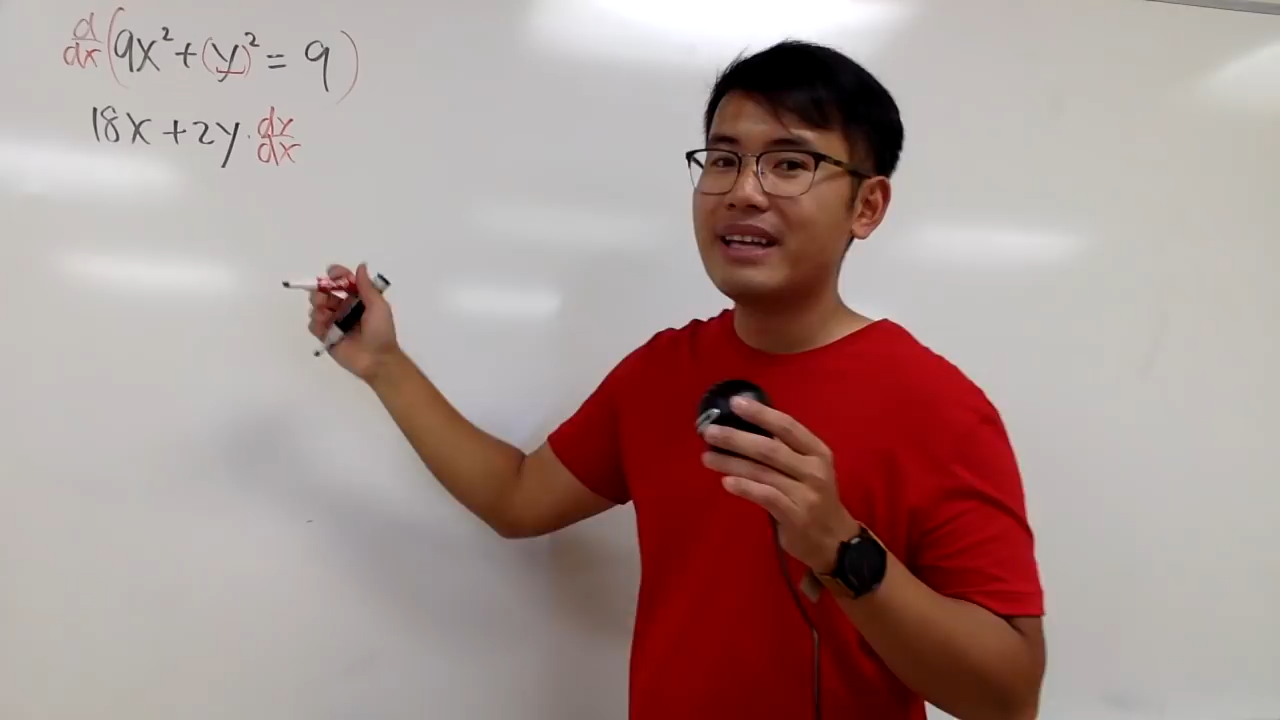 d/dx(9x² + (y)² = 9)
18x + 2y · dy/dx